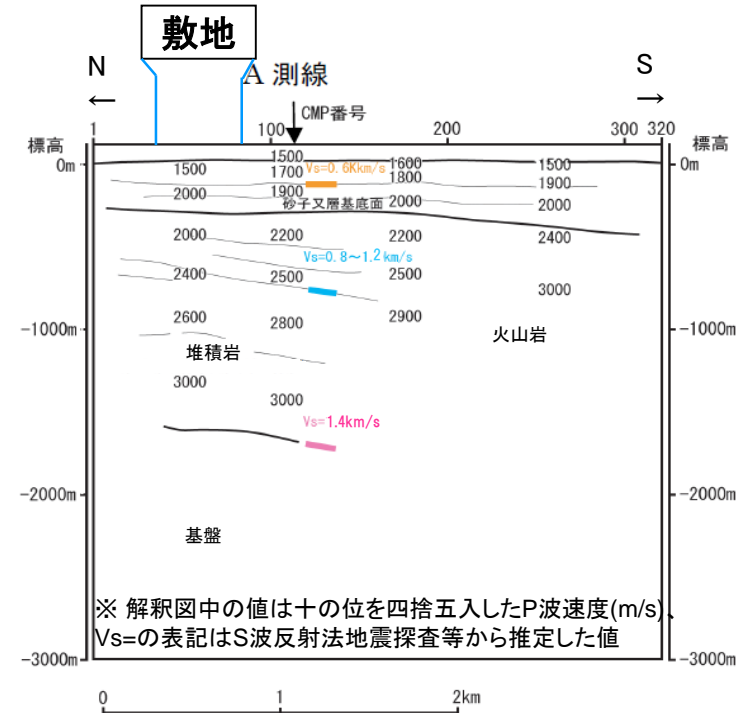 敷地
N
A 測線
S
←
→
CMP番号
1
100
200
300 320
標高
標高
0m
0m
1500
1500
1600
1500
Vs=0.6Kkm/s
1700
1800
1900
2000
1900
2000
2000
砂子又層基底面
2000
2200
2200
2400
Vs=0.8~1.2km/s
2400
2500
2500
3000
2600
2800
2900
-1000m
-1000m
火山岩
堆積岩
3000
3000
Vs=1.4km/s
-2000m
-2000m
基盤
※ 解釈図中の値は十の位を四捨五入したP波速度(m/s)、
Vs=の表記はS波反射法地震探査等から推定した値
-3000m
-3000m
0
1
2km